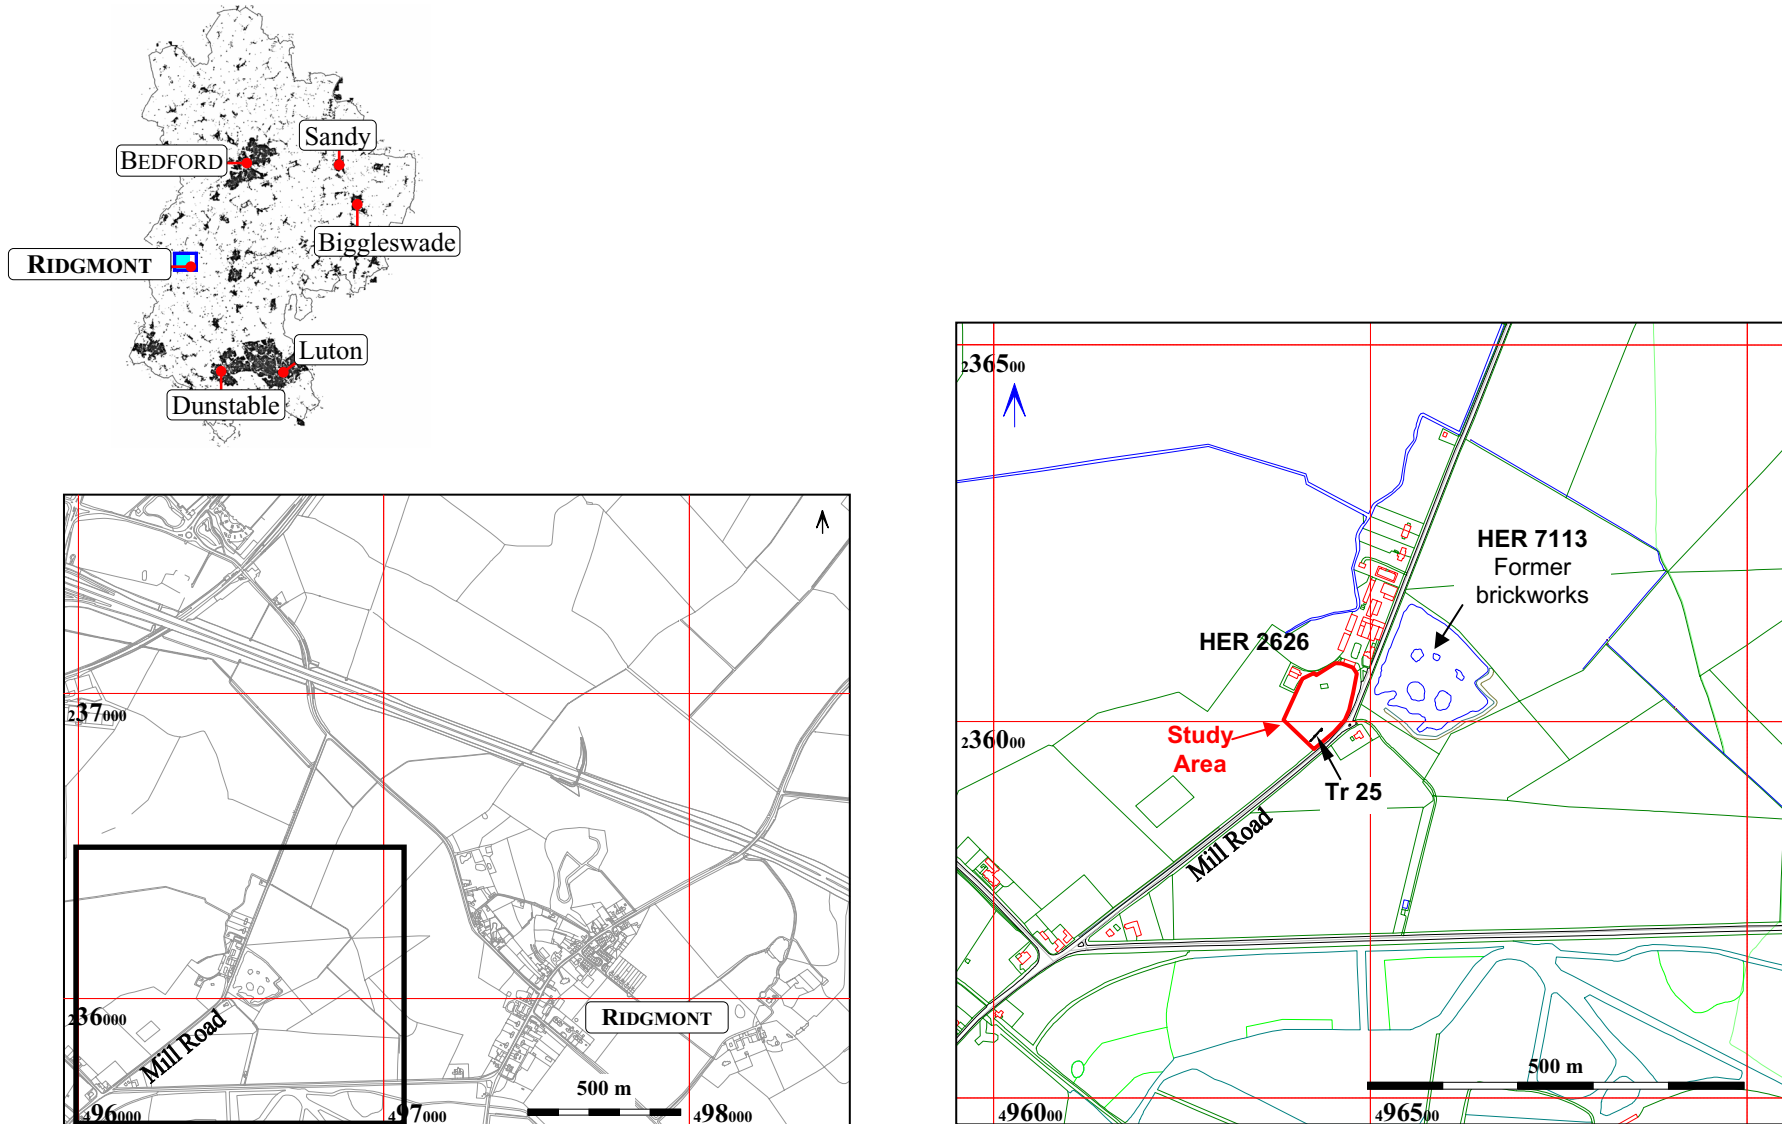 Sandy
BEDFORD
Biggleswade
RIDGMONT
Luton
Dunstable
237000
236000
Mill Road
RIDGMONT
500 m
496000
497000
498000
236500
HER 7113
Former
brickworks
HER 2626
236000
Study
Area
Tr 25
Mill Road
500 m
496000
496500